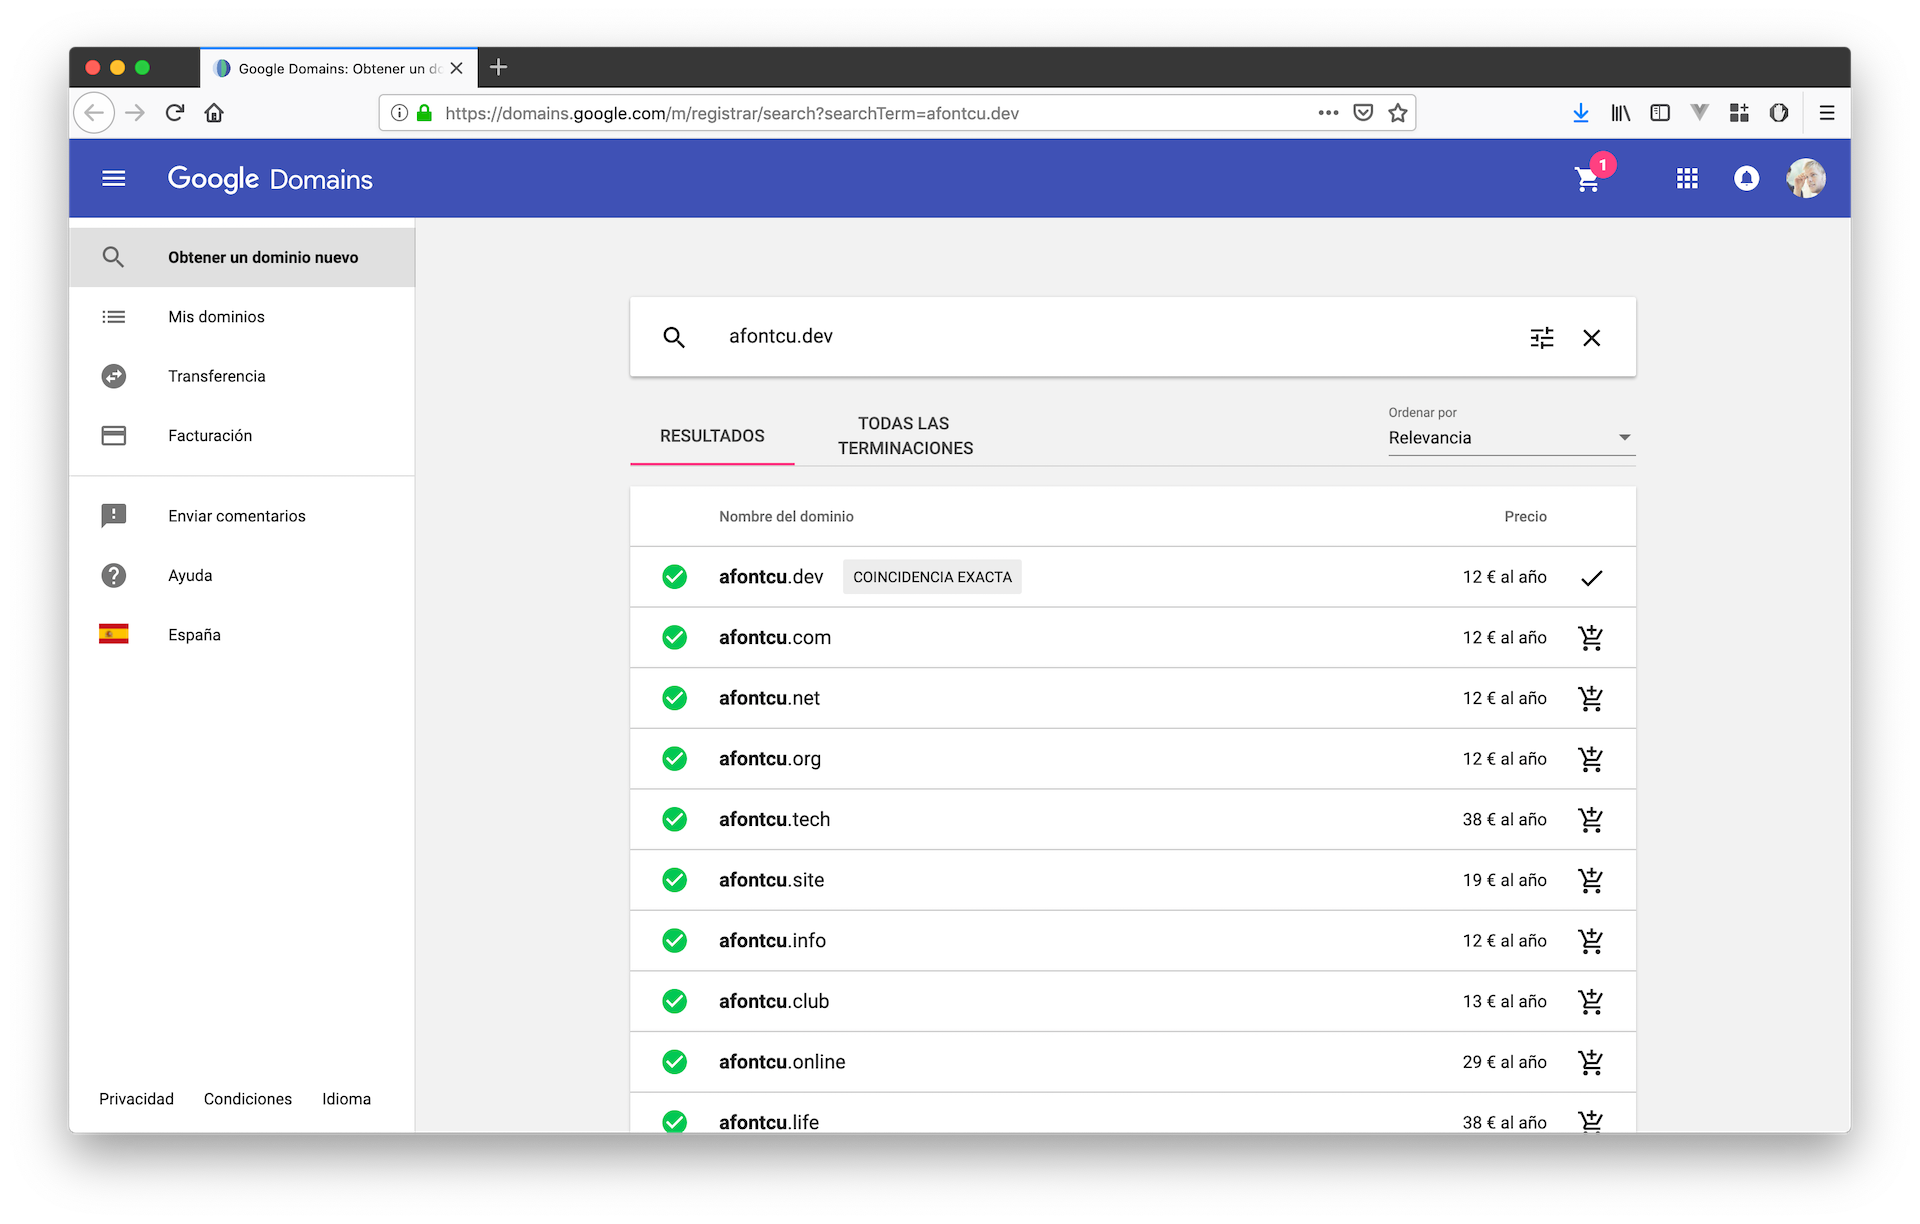 Google Domains: Obtener un do
https://domains.google.com/m/registrar/search?searchTerm=afontcu.dev
Google Domains
1
Obtener un dominio nuevo
Mis dominios
Transferencia
Facturación
Enviar comentarios
Ayuda
España
Privacidad Condiciones Idioma
afontcu.dev
RESULTADOS
TODAS LAS
TERMINACIONES
Ordenar por
Relevancia
Nombre del dominio Precio
afontcu.dev COINCIDENCIA EXACTA 12 € al año
afontcu.com 12 € al año
afontcu.net 12 € al año
afontcu.org 12 € al año
afontcu.tech 38 € al año
afontcu.site 19 € al año
afontcu.info 12 € al año
afontcu.club 13 € al año
afontcu.online 29 € al año
afontcu.life 38 € al año